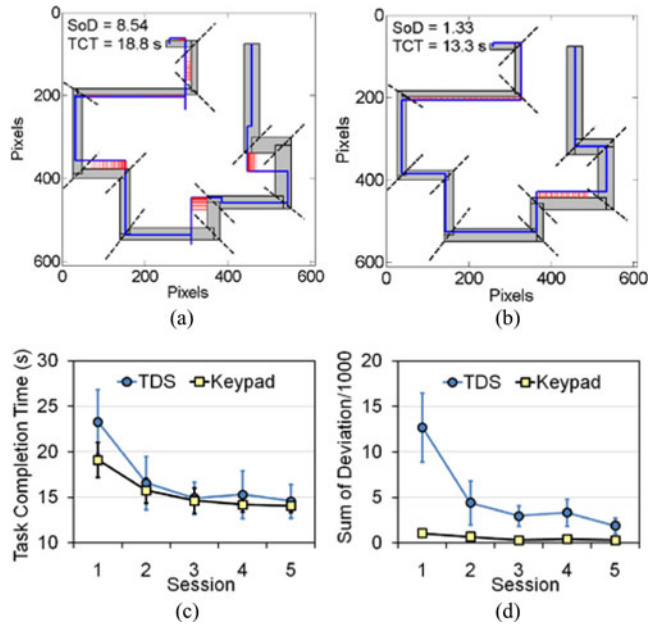 SoD = 8.54
TCT = 18.8 s
0
200
400
600
Pixels
0
200
400
600
Pixels
(a)
SoD = 1.33
TCT = 13.3 s
0
200
400
600
Pixels
0
200
400
600
Pixels
(b)
30
25
20
15
10
Task Completion Time (s)
TDS
Keypad
1
2
3
4
5
Session
(c)
20
15
10
5
0
Sum of Deviation/1000
TDS
Keypad
1
2
3
4
5
Session
(d)